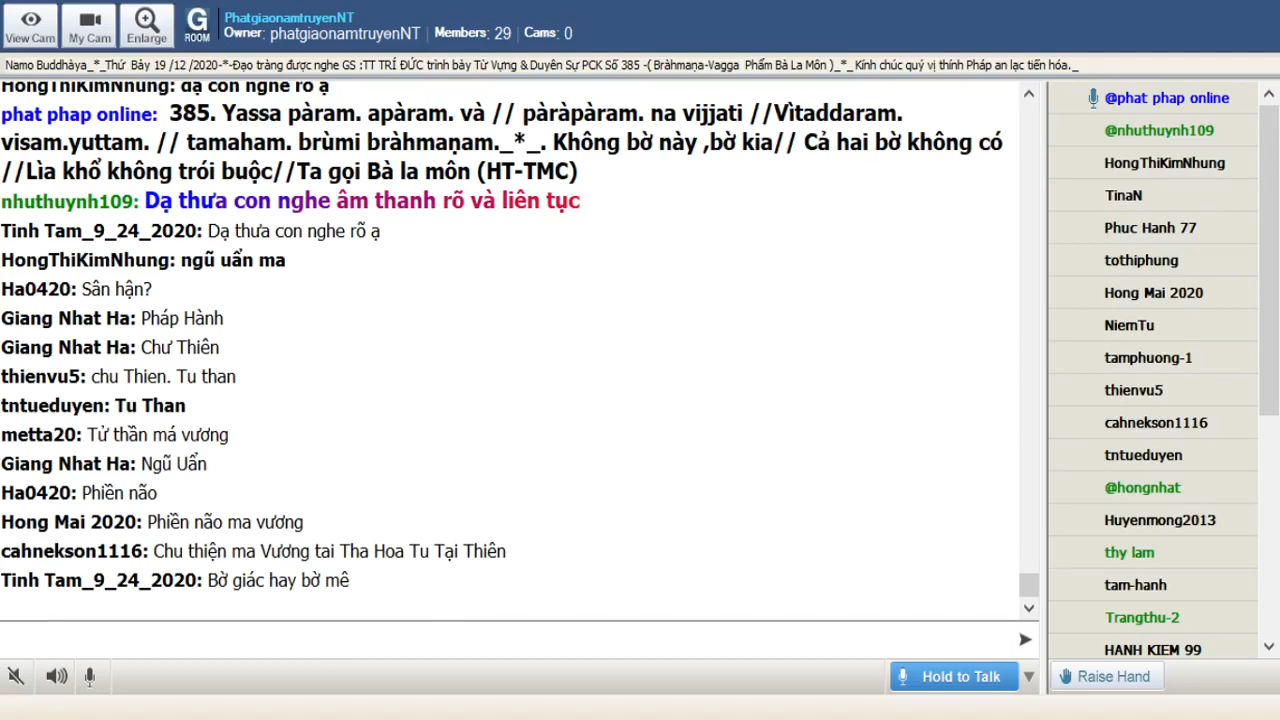 View Cam
My Cam
Enlarge
G
ROOM
PhatgiaonamtruyenNT
Owner: phatgiaonamtruyenNT | Members: 29 | Cams: 0
Namo Buddhàya_*_Thứ Bảy 19 /12 /2020-*-Đạo tràng được nghe GS :TT TRÍ ĐỨC trình bày Từ Vựng & Duyên Sự PCK Số 385 -( Bràhmaṇa-Vagga Phẩm Bà La Môn )_*_Kính chúc quý vị thính Pháp an lạc tiến hóa._
HongThiKimNhung: dạ con nghe rõ ạ
phat phap online: 385. Yassa pàram. apàram. và // pàràpàram. na vijjati //Vìtaddaram.
visam.yuttam. // tamaham. brùmi bràhmaṇam._*_. Không bờ này ,bờ kia// Cả hai bờ không có
//Lìa khổ không trói buộc//Ta gọi Bà la môn (HT-TMC)
nhuthuynh109: Dạ thưa con nghe âm thanh rõ và liên tục
Tinh Tam_9_24_2020: Dạ thưa con nghe rõ ạ
HongThiKimNhung: ngũ uẩn ma
Ha0420: Sân hận?
Giang Nhat Ha: Pháp Hành
Giang Nhat Ha: Chư Thiên
thienvu5: chu Thien. Tu than
tntueduyen: Tu Than
metta20: Tử thần má vương
Giang Nhat Ha: Ngũ Uẩn
Ha0420: Phiền não
Hong Mai 2020: Phiền não ma vương
cahnekson1116: Chu thiện ma Vương tai Tha Hoa Tu Tại Thiên
Tinh Tam_9_24_2020: Bờ giác hay bờ mê
@phat phap online
@nhuthuynh109
HongThiKimNhung
TinaN
Phuc Hanh 77
tothiphung
Hong Mai 2020
NiemTu
tamphuong-1
thienvu5
cahnekson1116
tntueduyen
@hongnhat
Huyenmong2013
thy lam
tam-hanh
Trangthu-2
HANH KIEM 99
Hold to Talk
Raise Hand